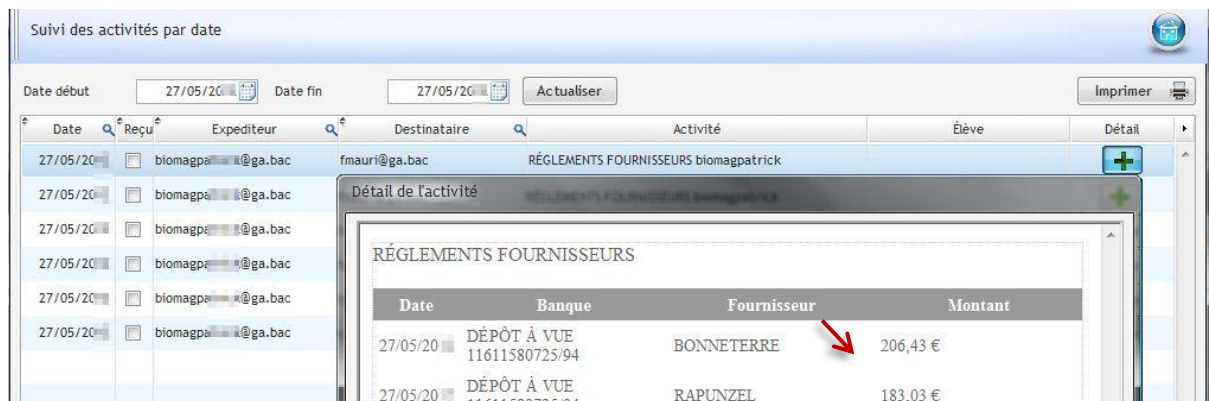 Suivi des activités par date
Date début 27/05/20 Date fin 27/05/20 Actualiser Imprimer
Date Reçu Expediteur Destinataire Activité Élève Détail
27/05/20 biomagpa @ga.bac fmauri@ga.bac RÉGLEMENTS FOURNISSEURS biomagpatrick
27/05/20 biomagpa @ga.bac
27/05/20 biomagpa @ga.bac
27/05/20 biomagpa @ga.bac
27/05/20 biomagpa @ga.bac
27/05/20 biomagpa @ga.bac
Détail de l'activité
RÉGLEMENTS FOURNISSEURS
Date Banque Fournisseur Montant
27/05/20 DÉPÔT À VUE
11611580725/94 BONNETERRE 206,43 €
27/05/20 DÉPÔT À VUE
RAPUNZEL 183,03 €